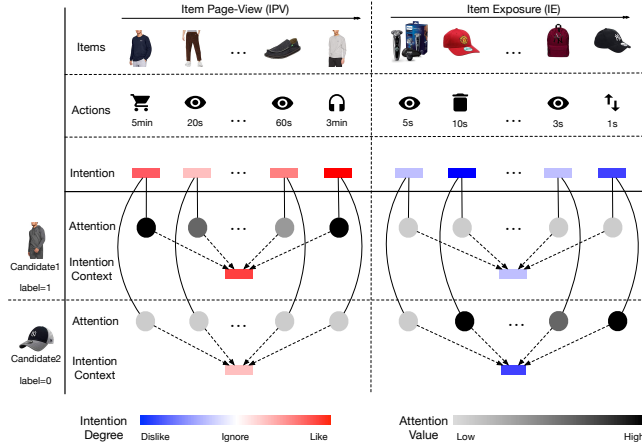 Item Page-View (IPV)
Item Exposure (IE)
Items
...
...
Actions
5min
20s
...
60s
3min
5s
10s
...
3s
1s
Intention
...
...
Attention
...
...
Intention
Context
Candidate1
label=1
Attention
...
...
Candidate2
label=0
Intention
Context
Intention
Degree
Dislike
Ignore
Like
Attention
Value
Low
High